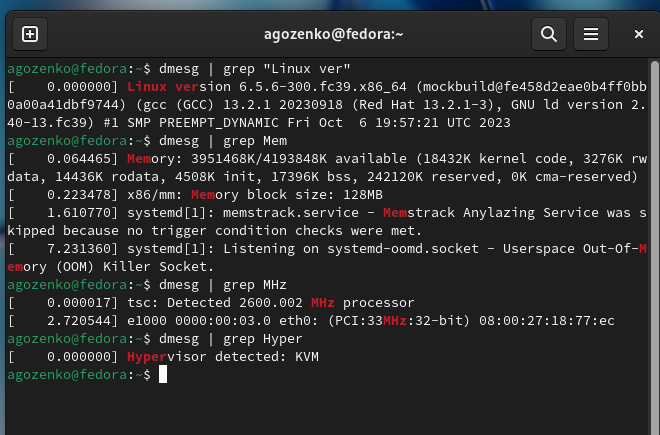 agozenko@fedora:~
agozenko@fedora:~$ dmesg | grep "Linux ver"
[    0.000000] Linux version 6.5.6-300.fc39.x86_64 (mockbuild@fe458d2eae0b4ff0bb
0a00a41dbf9744) (gcc (GCC) 13.2.1 20230918 (Red Hat 13.2.1-3), GNU ld version 2.
40-13.fc39) #1 SMP PREEMPT_DYNAMIC Fri Oct  6 19:57:21 UTC 2023
agozenko@fedora:~$ dmesg | grep Mem
[    0.064465] Memory: 3951468K/4193848K available (18432K kernel code, 3276K rw
data, 14436K rodata, 4508K init, 17396K bss, 242120K reserved, 0K cma-reserved)
[    0.223478] x86/mm: Memory block size: 128MB
[    1.610770] systemd[1]: memstrack.service - Memstrack Anylazing Service was s
kipped because no trigger condition checks were met.
[    7.231360] systemd[1]: Listening on systemd-oomd.socket - Userspace Out-Of-M
emory (OOM) Killer Socket.
agozenko@fedora:~$ dmesg | grep MHz
[    0.000017] tsc: Detected 2600.002 MHz processor
[    2.720544] e1000 0000:00:03.0 eth0: (PCI:33MHz:32-bit) 08:00:27:18:77:ec
agozenko@fedora:~$ dmesg | grep Hyper
[    0.000000] Hypervisor detected: KVM
agozenko@fedora:~$